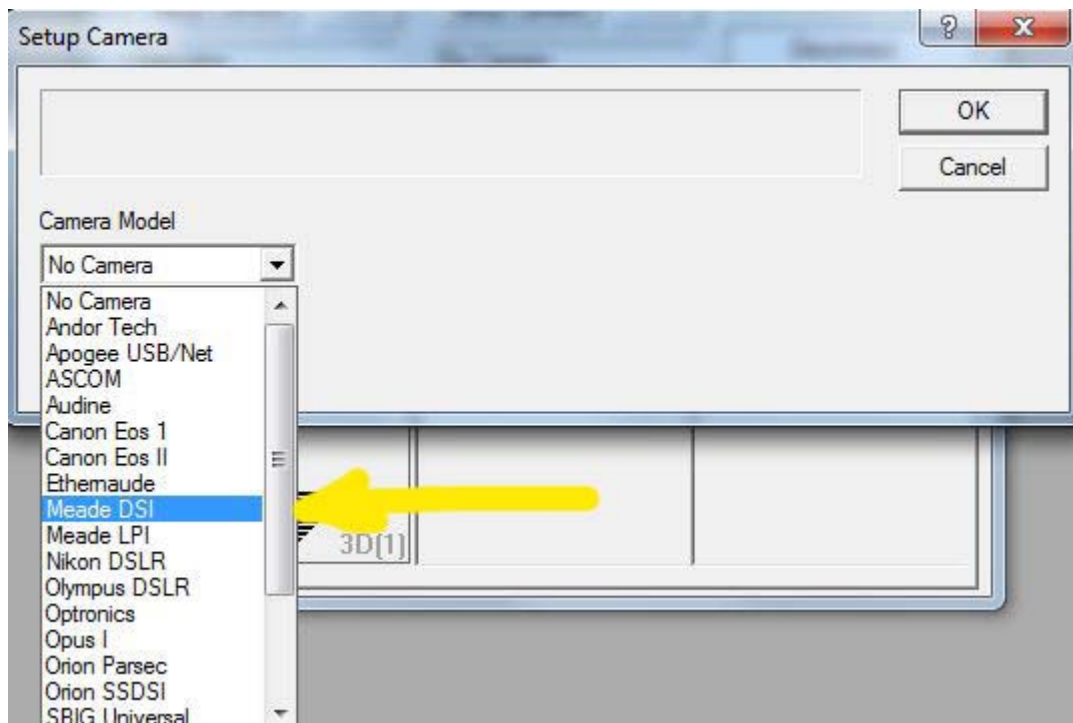 Setup Camera
OK
Cancel
Camera Model
No Camera
No Camera
Andor Tech
Apogee USB/Net
ASCOM
Audine
Canon Eos 1
Canon Eos II
Ethernaude
Meade DSI
Meade LPI
3D(1)
Nikon DSLR
Olympus DSLR
Optronics
Opus I
Orion Parsec
Orion SSDSI
SBIG Universal